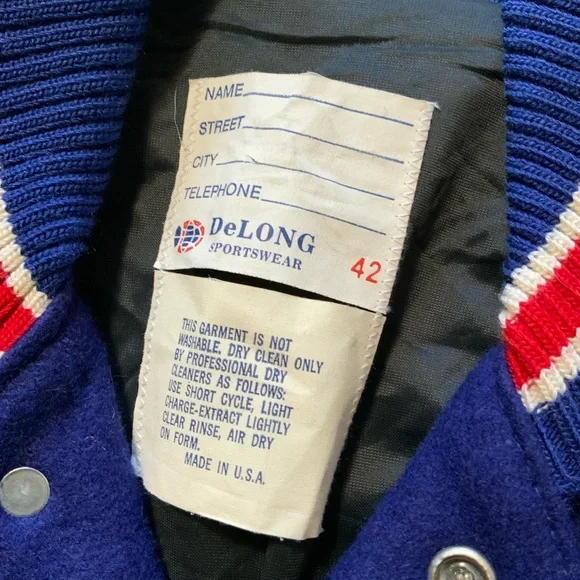 NAME
STREET
CITY
TELEPHONE
DeLONG
SPORTSWEAR
42
THIS GARMENT IS NOT
WASHABLE. DRY CLEAN ONLY
BY PROFESSIONAL DRY
CLEANERS AS FOLLOWS:
USE SHORT CYCLE, LIGHT
CHARGE-EXTRACT LIGHTLY
CLEAR RINSE, AIR DRY
ON FORM.
MADE IN U.S.A.